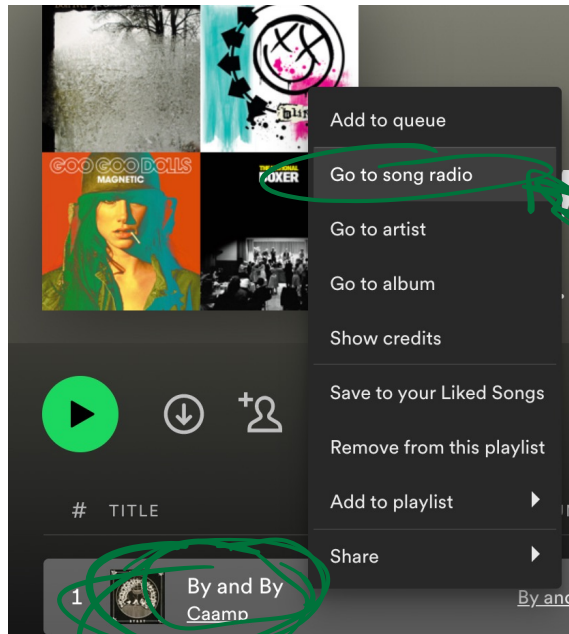 GOO GOO DOLLS
MAGNETIC
BOXER
Add to queue
Go to song radio
Go to artist
Go to album
Show credits
Save to your Liked Songs
Remove from this playlist
Add to playlist
Share
# TITLE
1
By and By
Caamp
By and